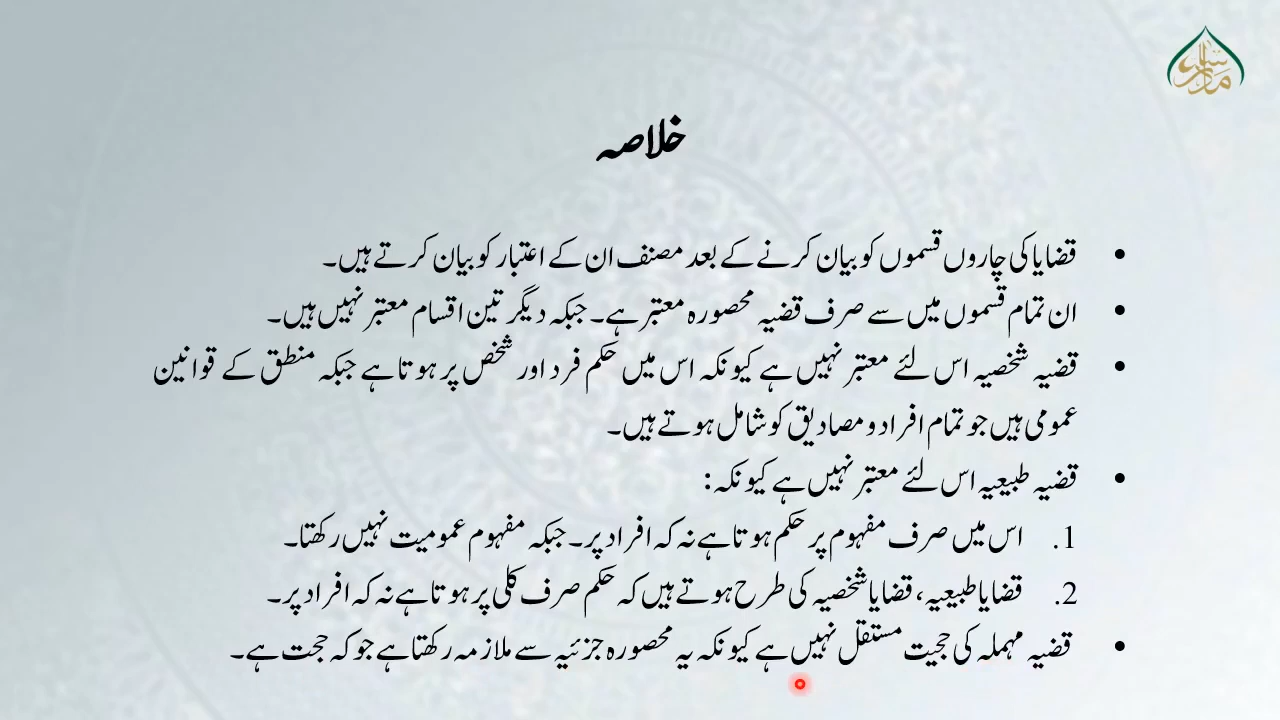 خلاصہ
• قضایا کی چاروں قسموں کو بیان کرنے کے بعد مصنف ان کے اعتبار کو بیان کرتے ہیں۔
• ان تمام قسموں میں سے صرف قضیہ محصورہ معتبر ہے۔ جبکہ دیگر تین اقسام معتبر نہیں ہیں۔
• قضیہ شخصیہ اس لئے معتبر نہیں ہے کیونکہ اس میں حکم فرد اور شخص پر ہوتا ہے جبکہ منطق کے قوانین
عمومی ہیں جو تمام افراد و مصادیق کو شامل ہوتے ہیں۔
• قضیہ طبیعیہ اس لئے معتبر نہیں ہے کیونکہ:
1. اس میں صرف مفہوم پر حکم ہوتا ہے نہ کہ افراد پر۔ جبکہ مفہوم عمومیت نہیں رکھتا۔
2. قضایا طبیعیہ، قضایا شخصیہ کی طرح ہوتے ہیں کہ حکم صرف کلی پر ہوتا ہے نہ کہ افراد پر۔
• قضیہ مہملہ کی حجیت مستقل نہیں ہے کیونکہ یہ محصورہ جزئیہ سے ملازمہ رکھتا ہے جو کہ حجت ہے۔